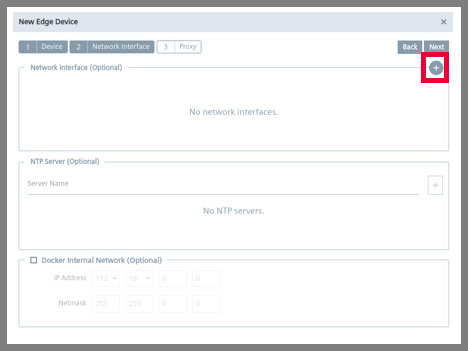 New Edge Device ×
1 Device 2 Network Interface 3 Proxy Back Next
Network Interface (Optional) +
No network interfaces.
NTP Server (Optional)
Server Name +
No NTP servers.
Docker Internal Network (Optional)
IP Address 172 16 0 0
Netmask 255 255 0 0